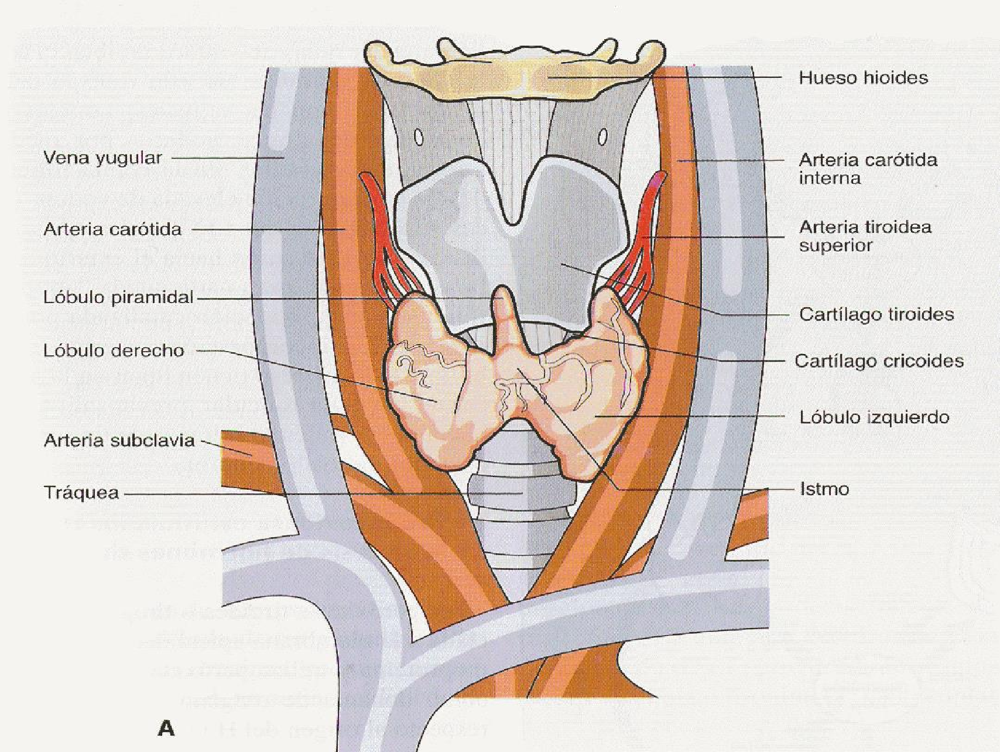 Hueso hioides
Vena yugular
Arteria carótida
interna
Arteria carótida
Arteria tiroidea
superior
Lóbulo piramidal
Cartílago tiroides
Lóbulo derecho
Cartílago cricoides
Lóbulo izquierdo
Arteria subclavia
Tráquea
Istmo
A